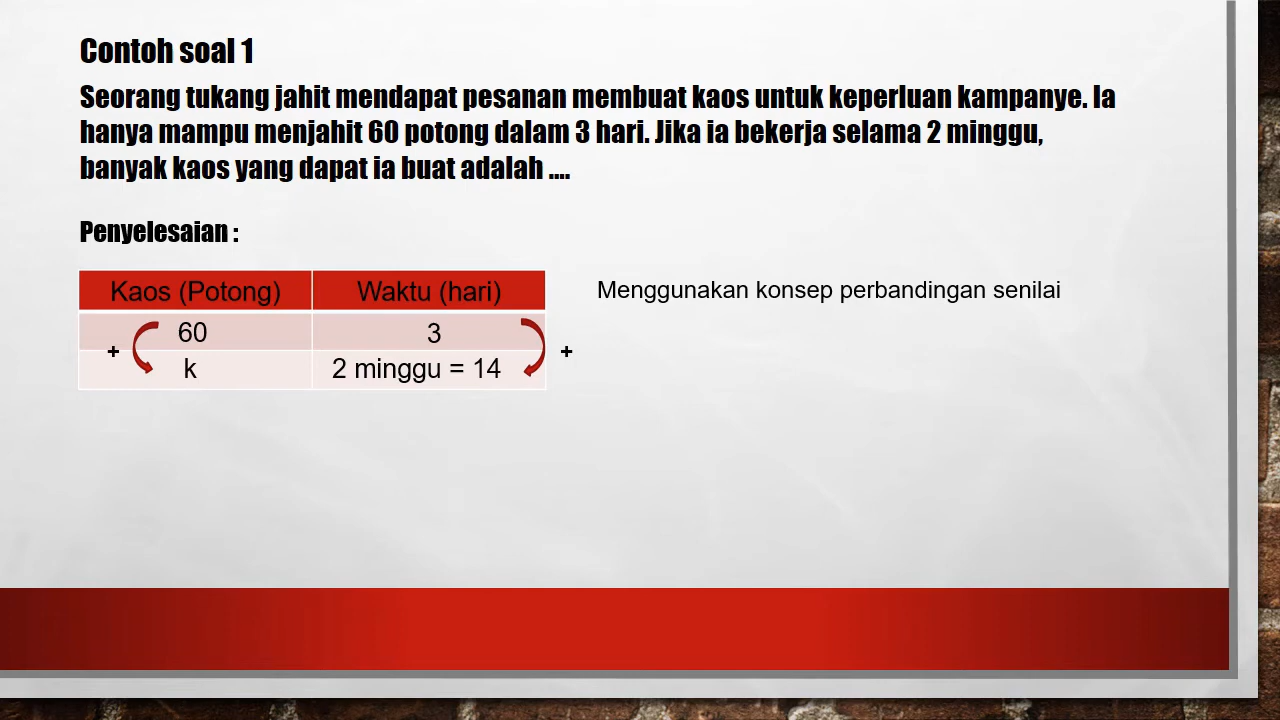 Contoh soal 1
Seorang tukang jahit mendapat pesanan membuat kaos untuk keperluan kampanye. Ia
hanya mampu menjahit 60 potong dalam 3 hari. Jika ia bekerja selama 2 minggu,
banyak kaos yang dapat ia buat adalah ....
Penyelesaian :
Kaos (Potong) Waktu (hari)
60 3
+ +
k 2 minggu = 14
Menggunakan konsep perbandingan senilai